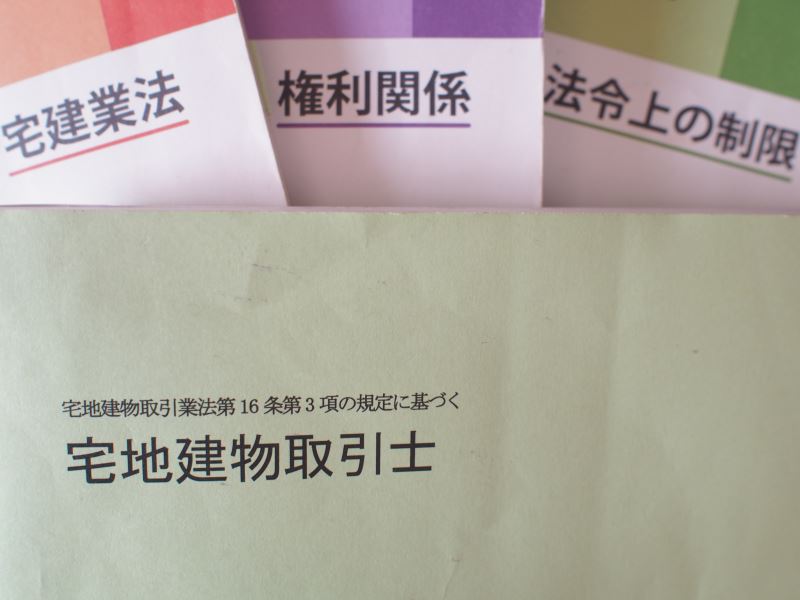 宅建業法
権利関係
法令上の制限
宅地建物取引業法第16条第3項の規定に基づく
宅地建物取引士